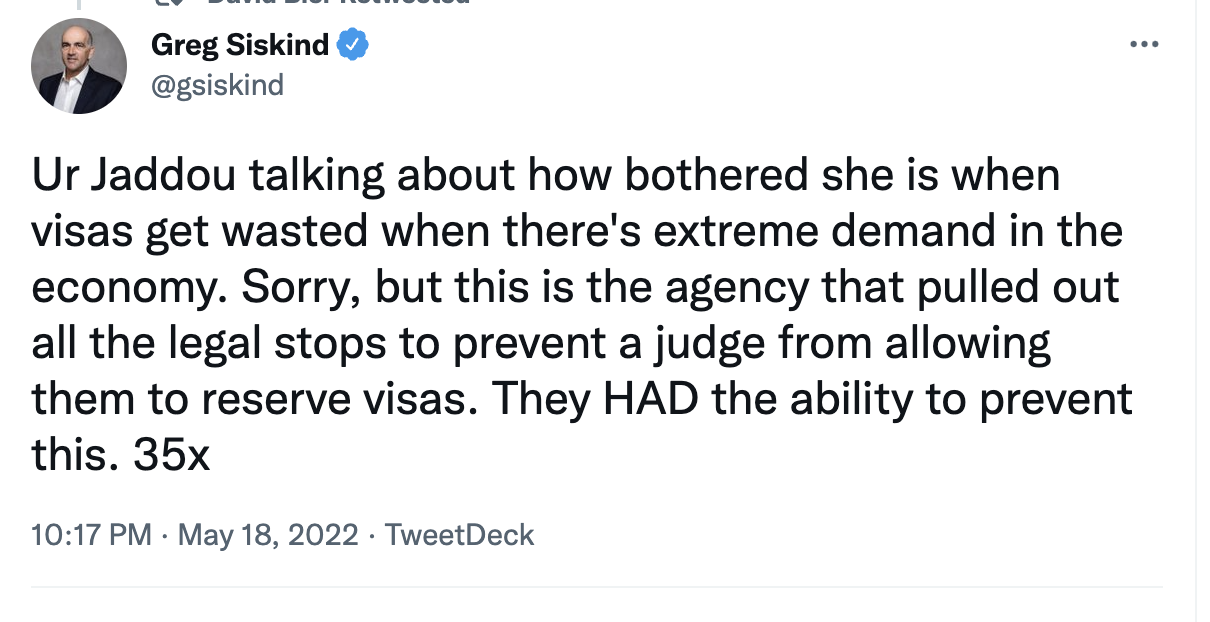 David Bier Retweeted
Greg Siskind
@gsiskind
Ur Jaddou talking about how bothered she is when
visas get wasted when there's extreme demand in the
economy. Sorry, but this is the agency that pulled out
all the legal stops to prevent a judge from allowing
them to reserve visas. They HAD the ability to prevent
this. 35x
10:17 PM · May 18, 2022 · TweetDeck